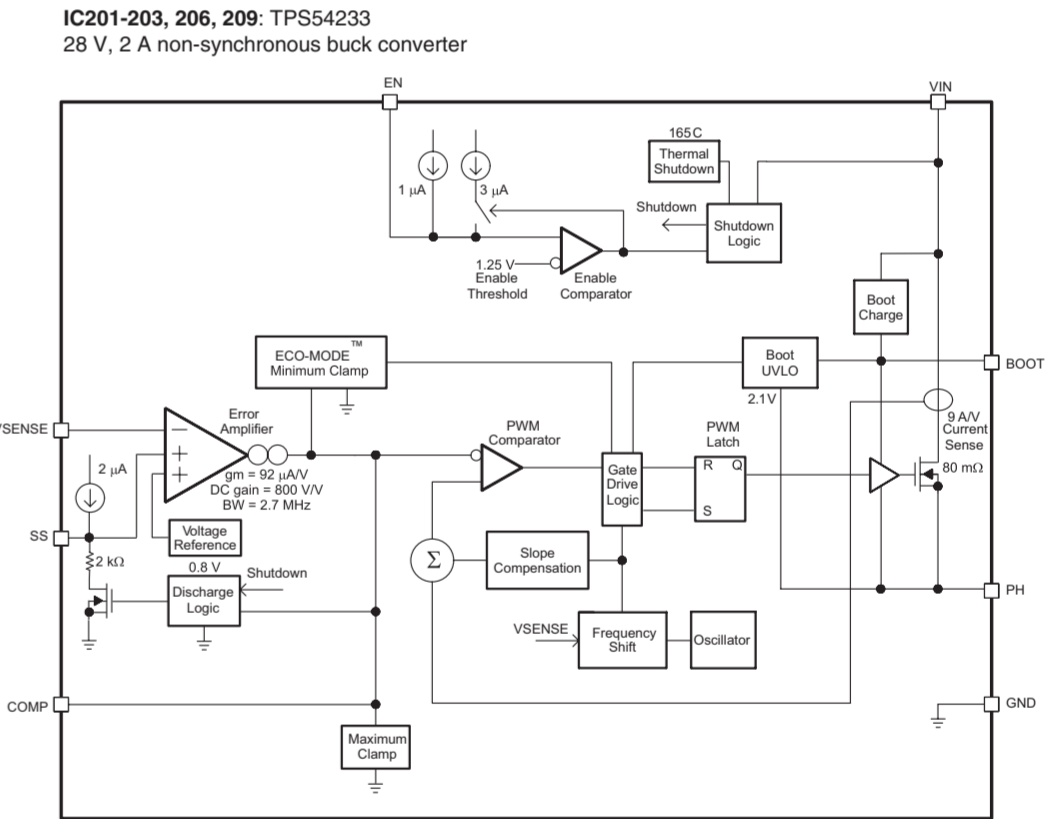 IC201-203, 206, 209: TPS54233
28 V, 2 A non-synchronous buck converter
EN
VIN
165C
Thermal
Shutdown
1 μA
3 μA
Shutdown
Shutdown
Logic
1.25 V
Enable
Threshold
Enable
Comparator
Boot
Charge
ECO-MODE™
Minimum Clamp
Boot
UVLO
BOOT
2.1V
9 A/V
Current
Sense
80 mΩ
Error
Amplifier
VSENSE
PWM
Comparator
PWM
Latch
gm = 92 μA/V
DC gain = 800 V/V
BW = 2.7 MHz
2 μA
Gate
Drive
Logic
R
Q
S
SS
Voltage
Reference
2 kΩ
0.8 V
Shutdown
Discharge
Logic
Σ
Slope
Compensation
PH
VSENSE
Frequency
Shift
Oscillator
COMP
GND
Maximum
Clamp